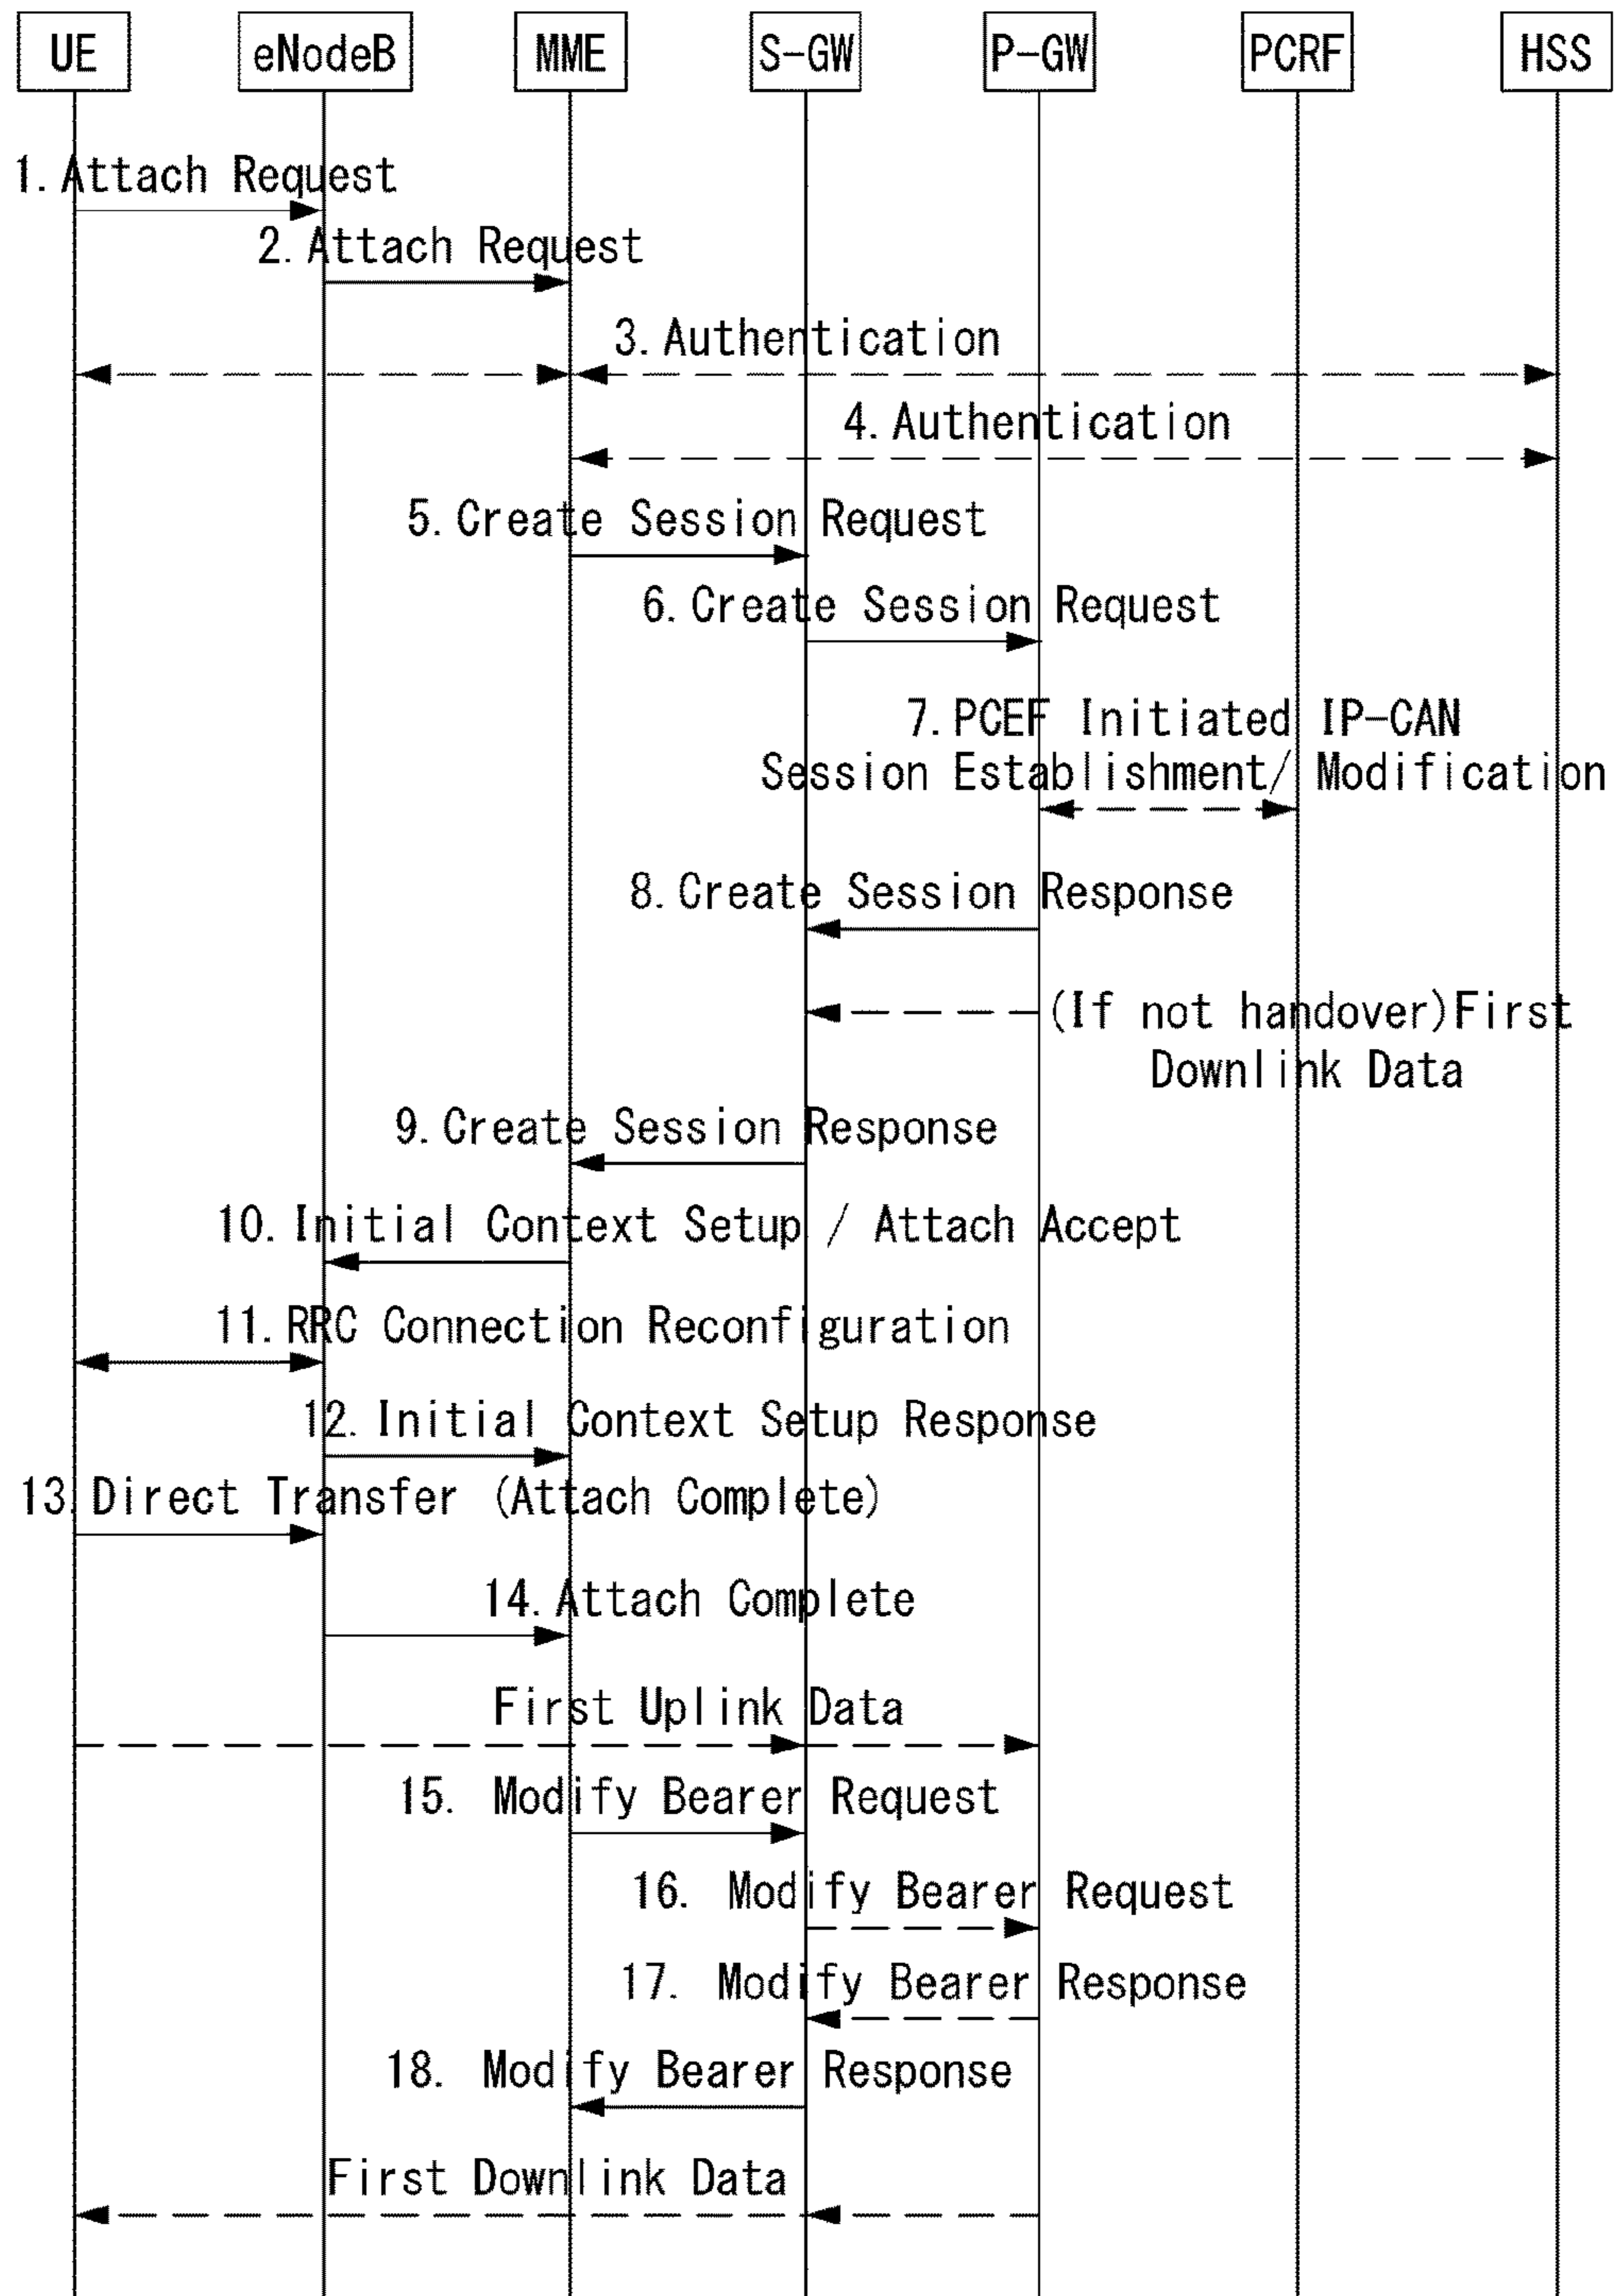 UE
eNodeB
MME
S-GW
P-GW
PCRF
HSS
1. Attach Request
2. Attach Request
3. Authentication
4. Authentication
5. Create Session Request
6. Create Session Request
7. PCEF Initiated IP-CAN
Session Establishment/ Modification
8. Create Session Response
(If not handover)First
Downlink Data
9. Create Session Response
10. Initial Context Setup / Attach Accept
11. RRC Connection Reconfiguration
12. Initial Context Setup Response
13. Direct Transfer (Attach Complete)
14. Attach Complete
First Uplink Data
15. Modify Bearer Request
16. Modify Bearer Request
17. Modify Bearer Response
18. Modify Bearer Response
First Downlink Data